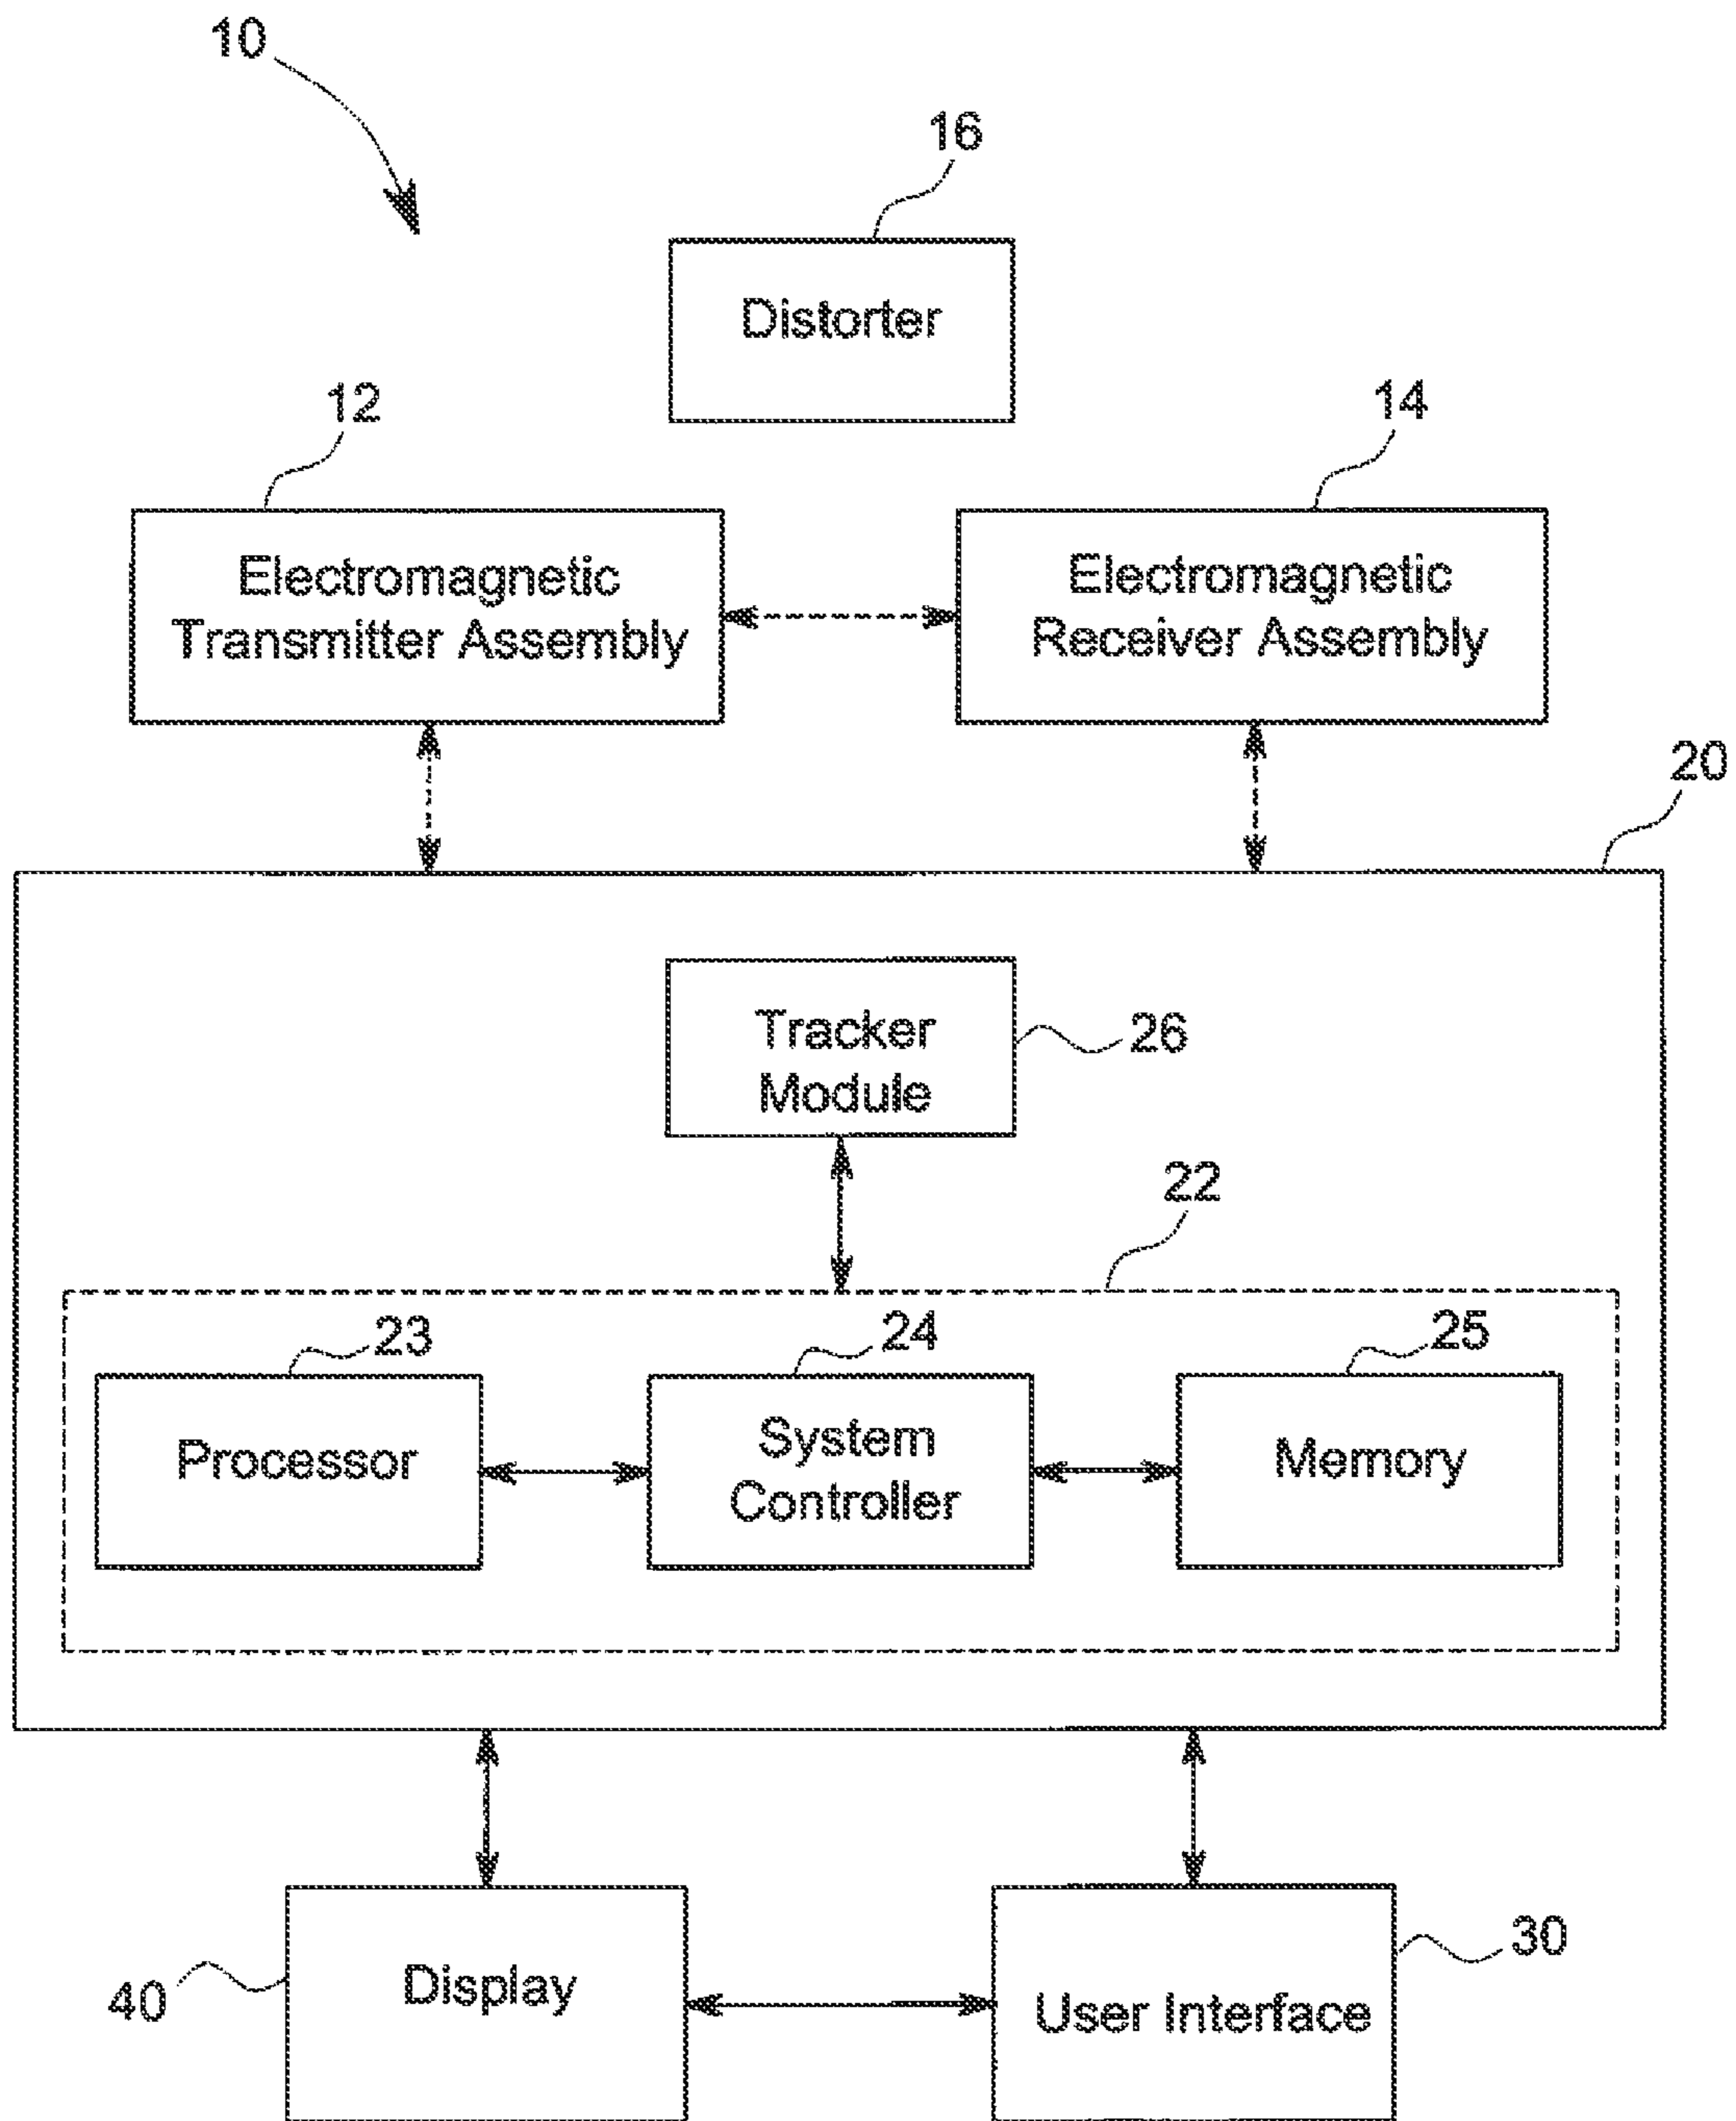 10
16
Distorter
12
14
Electromagnetic
Transmitter Assembly
Electromagnetic
Receiver Assembly
20
Tracker
Module
26
22
23
24
25
Processor
System
Controller
Memory
40
Display
User Interface
30